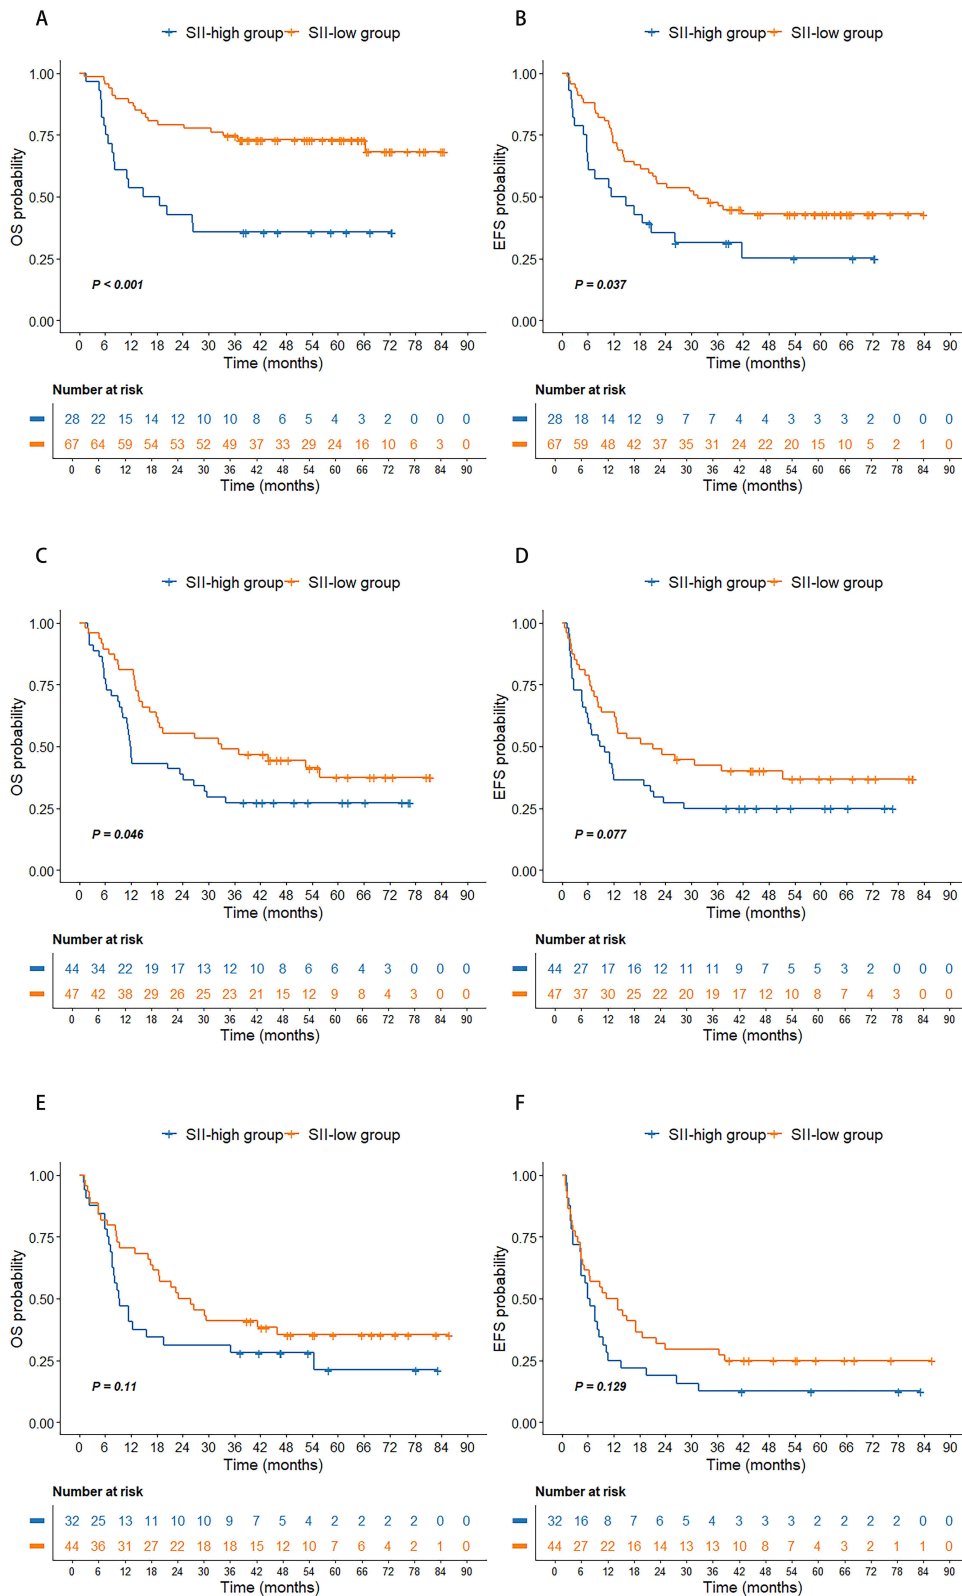 A
SII-high group SII-low group
OS probability
1.00
0.75
0.50
0.25
0.00
P < 0.001
0 6 12 18 24 30 36 42 48 54 60 66 72 78 84 90
Time (months)
Number at risk
28 22 15 14 12 10 10 8 6 5 4 3 2 0 0 0
67 64 59 54 53 52 49 37 33 29 24 16 10 6 3 0
0 6 12 18 24 30 36 42 48 54 60 66 72 78 84 90
Time (months)
B
SII-high group SII-low group
EFS probability
1.00
0.75
0.50
0.25
0.00
P = 0.037
0 6 12 18 24 30 36 42 48 54 60 66 72 78 84 90
Time (months)
Number at risk
28 18 14 12 9 7 7 4 4 3 3 3 2 0 0 0
67 59 48 42 37 35 31 24 22 20 15 10 5 2 1 0
0 6 12 18 24 30 36 42 48 54 60 66 72 78 84 90
Time (months)
C
SII-high group SII-low group
OS probability
1.00
0.75
0.50
0.25
0.00
P = 0.046
0 6 12 18 24 30 36 42 48 54 60 66 72 78 84 90
Time (months)
Number at risk
44 34 22 19 17 13 12 10 8 6 6 4 3 0 0 0
47 42 38 29 26 25 23 21 15 12 9 8 4 3 0 0
0 6 12 18 24 30 36 42 48 54 60 66 72 78 84 90
Time (months)
D
SII-high group SII-low group
EFS probability
1.00
0.75
0.50
0.25
0.00
P = 0.077
0 6 12 18 24 30 36 42 48 54 60 66 72 78 84 90
Time (months)
Number at risk
44 27 17 16 12 11 11 9 7 5 5 3 2 0 0 0
47 37 30 25 22 20 19 17 12 10 8 7 4 3 0 0
0 6 12 18 24 30 36 42 48 54 60 66 72 78 84 90
Time (months)
E
SII-high group SII-low group
OS probability
1.00
0.75
0.50
0.25
0.00
P = 0.11
0 6 12 18 24 30 36 42 48 54 60 66 72 78 84 90
Time (months)
Number at risk
32 25 13 11 10 10 9 7 5 4 2 2 2 2 0 0
44 36 31 27 22 18 18 15 12 10 7 6 4 2 1 0
0 6 12 18 24 30 36 42 48 54 60 66 72 78 84 90
Time (months)
F
SII-high group SII-low group
EFS probability
1.00
0.75
0.50
0.25
0.00
P = 0.129
0 6 12 18 24 30 36 42 48 54 60 66 72 78 84 90
Time (months)
Number at risk
32 16 8 7 6 5 4 3 3 3 2 2 2 2 0 0
44 27 22 16 14 13 13 10 8 7 4 3 2 1 1 0
0 6 12 18 24 30 36 42 48 54 60 66 72 78 84 90
Time (months)